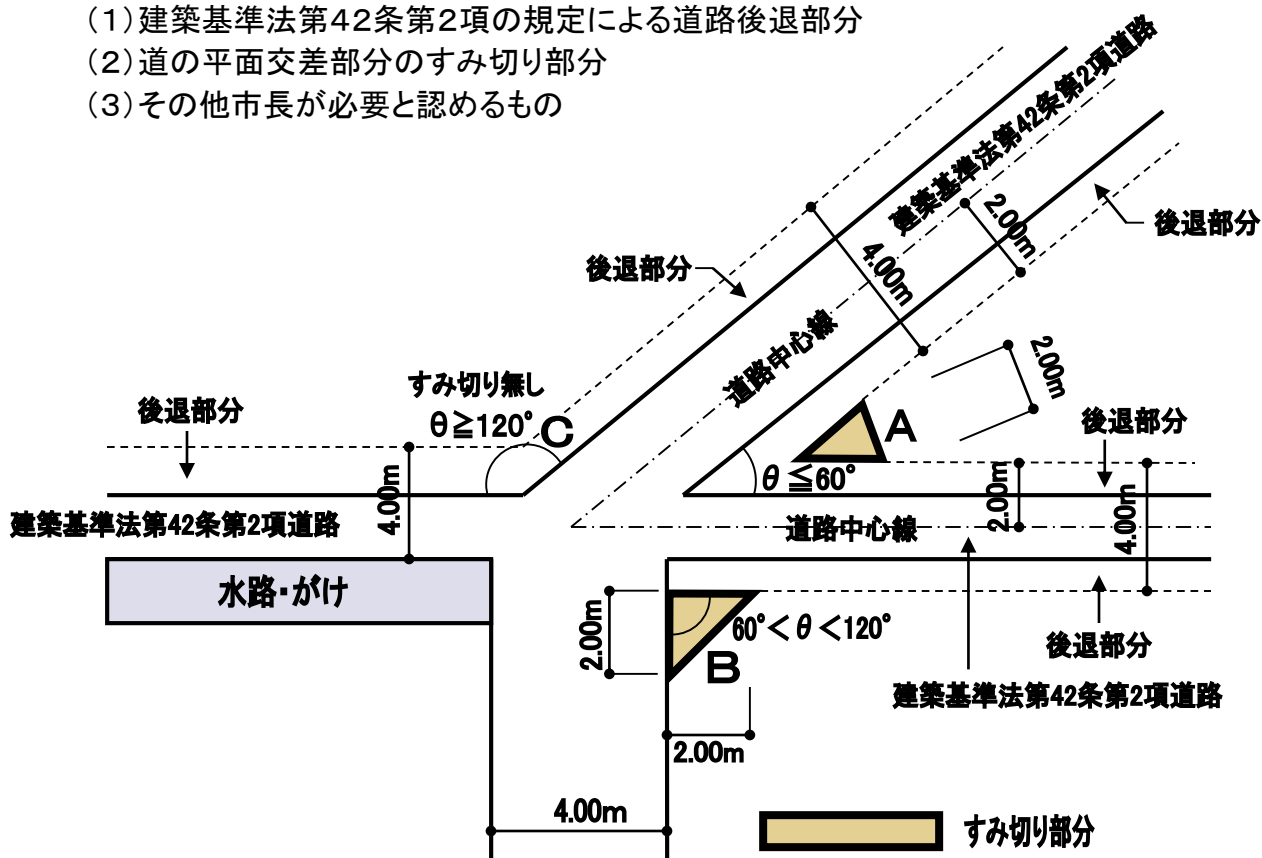 (1)建築基準法第42条第2項の規定による道路後退部分
(2)道の平面交差部分のすみ切り部分
(3)その他市長が必要と認めるもの
建築基準法第42条第2項道路
後退部分
2.00m
後退部分
4.00m
道路中心線
2.00m
すみ切り無し
θ≧120°
C
後退部分
A
後退部分
θ≦60°
4.00m
2.00m
4.00m
建築基準法第42条第2項道路
道路中心線
水路・がけ
2.00m
60°<θ<120°
B
後退部分
建築基準法第42条第2項道路
2.00m
4.00m
すみ切り部分